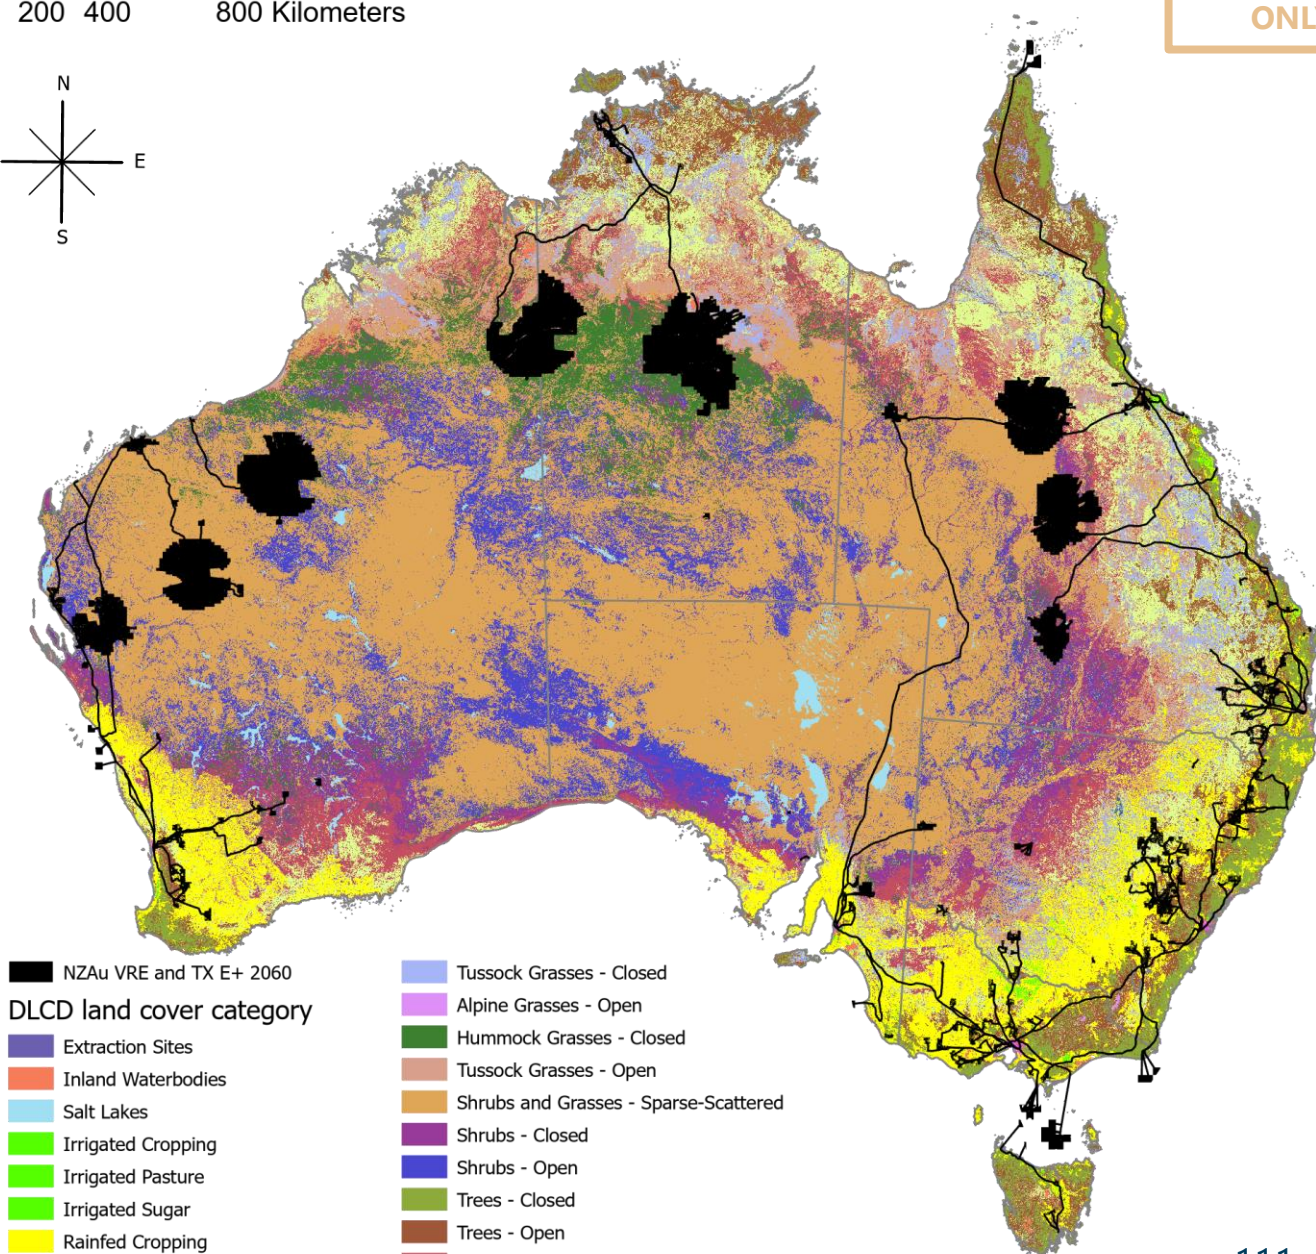 200 400 800 Kilometers
N
E
S
NZAu VRE and TX E+ 2060
DLCD land cover category
Extraction Sites
Inland Waterbodies
Salt Lakes
Irrigated Cropping
Irrigated Pasture
Irrigated Sugar
Rainfed Cropping
Tussock Grasses - Closed
Alpine Grasses - Open
Hummock Grasses - Closed
Tussock Grasses - Open
Shrubs and Grasses - Sparse-Scattered
Shrubs - Closed
Shrubs - Open
Trees - Closed
Trees - Open